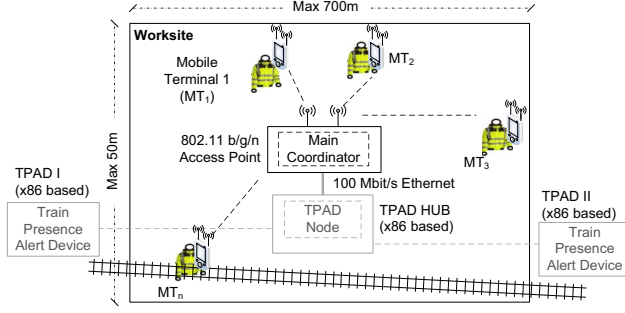 Max 700m
Worksite
Max 50m
Mobile
Terminal 1
(MT1)
MT2
MT3
802.11 b/g/n
Access Point
Main
Coordinator
100 Mbit/s Ethernet
TPAD I
(x86 based)
Train
Presence
Alert Device
TPAD
Node
TPAD HUB
(x86 based)
TPAD II
(x86 based)
Train
Presence
Alert Device
MTn